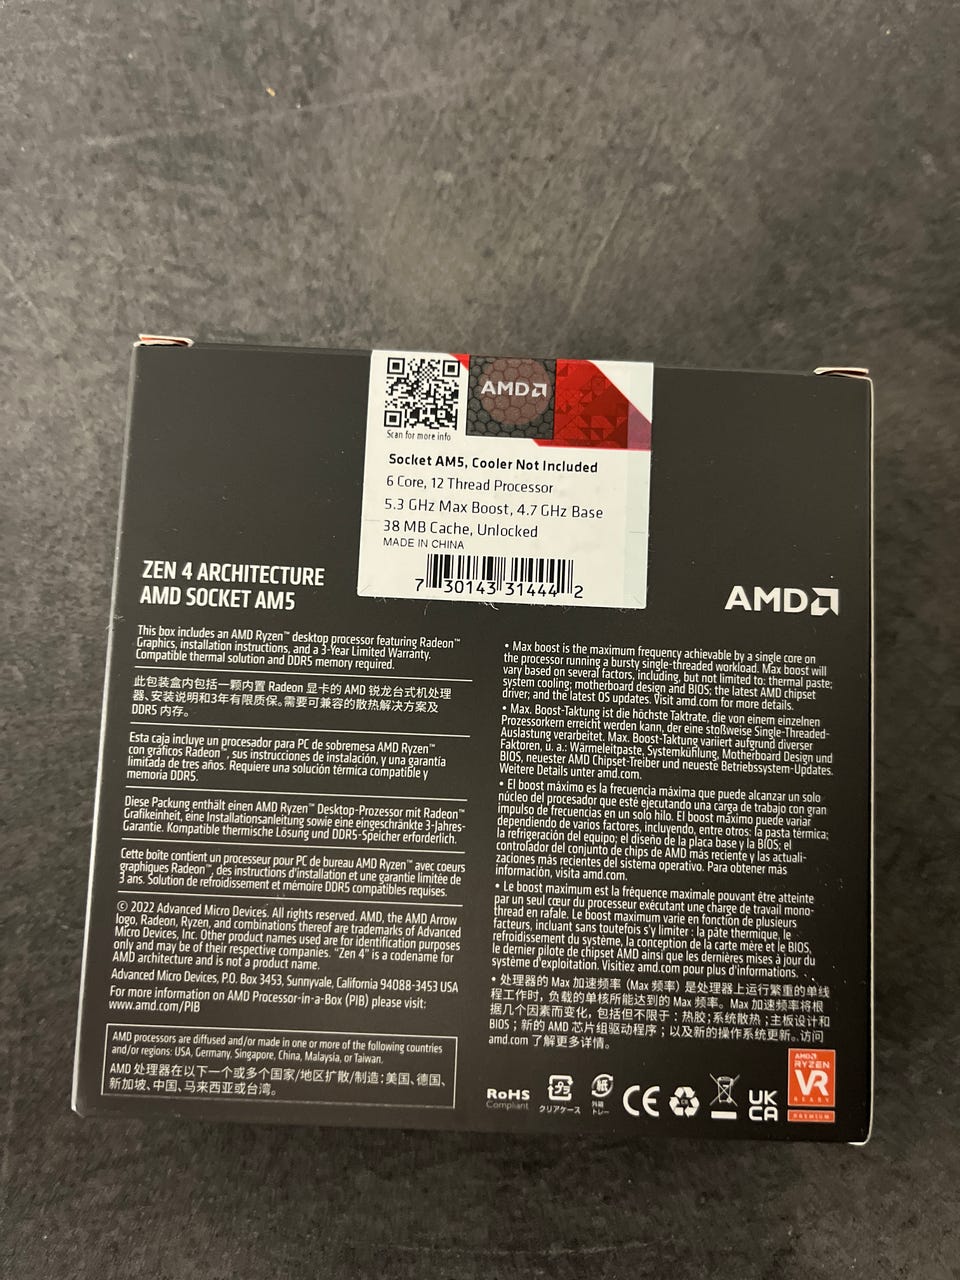 Scan for more info
AMD
Socket AM5, Cooler Not Included
6 Core, 12 Thread Processor
5.3 GHz Max Boost, 4.7 GHz Base
38 MB Cache, Unlocked
MADE IN CHINA
7 30143 31444 2
ZEN 4 ARCHITECTURE
AMD SOCKET AM5
AMD
This box includes an AMD Ryzen™ desktop processor featuring Radeon™
Graphics, installation instructions, and a 3-Year Limited Warranty.
Compatible thermal solution and DDR5 memory required.
此包装盒内包括一颗内置 Radeon 显卡的 AMD 锐龙台式机处理
器、安装说明和3年有限质保。需要可兼容的散热解决方案及
DDR5 内存。
Esta caja incluye un procesador para PC de sobremesa AMD Ryzen™
con gráficos Radeon™, sus instrucciones de instalación, y una garantía
limitada de tres años. Requiere una solución térmica compatible y
memoria DDR5.
Diese Packung enthält einen AMD Ryzen™ Desktop-Prozessor mit Radeon™
Grafikeinheit, eine Installationsanleitung sowie eine eingeschränkte 3-Jahres-
Garantie. Kompatible thermische Lösung und DDR5-Speicher erforderlich.
Cette boîte contient un processeur pour PC de bureau AMD Ryzen™ avec coeurs
graphiques Radeon™, des instructions d'installation et une garantie limitée de
3 ans. Solution de refroidissement et mémoire DDR5 compatibles requises.
© 2022 Advanced Micro Devices. All rights reserved. AMD, the AMD Arrow
logo, Radeon, Ryzen, and combinations thereof are trademarks of Advanced
Micro Devices, Inc. Other product names used are for identification purposes
only and may be of their respective companies. "Zen 4" is a codename for
AMD architecture and is not a product name.
Advanced Micro Devices, P.O. Box 3453, Sunnyvale, California 94088-3453 USA
For more information on AMD Processor-in-a-Box (PIB) please visit:
www.amd.com/PIB
AMD processors are diffused and/or made in one or more of the following countries
and/or regions: USA, Germany, Singapore, China, Malaysia, or Taiwan.
AMD 处理器在以下一个或多个国家/地区扩散/制造：美国、德国、
新加坡、中国、马来西亚或台湾。
• Max boost is the maximum frequency achievable by a single core on
the processor running a bursty single-threaded workload. Max boost will
vary based on several factors, including, but not limited to: thermal paste;
system cooling; motherboard design and BIOS; the latest AMD chipset
driver; and the latest OS updates. Visit amd.com for more details.
• Max. Boost-Taktung ist die höchste Taktrate, die von einem einzelnen
Prozessorkern erreicht werden kann, der eine stoßweise Single-Threaded-
Auslastung verarbeitet. Max. Boost-Taktung variiert aufgrund diverser
Faktoren, u. a.: Wärmeleitpaste, Systemkühlung, Motherboard Design und
BIOS, neuester AMD Chipset-Treiber und neueste Betriebssystem-Updates.
Weitere Details unter amd.com.
• El boost máximo es la frecuencia máxima que puede alcanzar un solo
núcleo del procesador que esté ejecutando una carga de trabajo con gran
impulso de frecuencias en un solo hilo. El boost máximo puede variar
dependiendo de varios factores, incluyendo, entre otros: la pasta térmica;
la refrigeración del equipo; el diseño de la placa base y la BIOS; el
controlador del conjunto de chips de AMD más reciente y las actuali-
zaciones más recientes del sistema operativo. Para obtener más
información, visita amd.com.
• Le boost maximum est la fréquence maximale pouvant être atteinte
par un seul cœur du processeur exécutant une charge de travail mono-
thread en rafale. Le boost maximum varie en fonction de plusieurs
facteurs, incluant sans toutefois s'y limiter : la pâte thermique, le
refroidissement du système, la conception de la carte mère et le BIOS,
le dernier pilote de chipset AMD ainsi que les dernières mises à jour du
système d'exploitation. Visitiez amd.com pour plus d'informations.
• 处理器的 Max 加速频率（Max 频率）是处理器上运行繁重的单线
程工作时，负载的单核所能达到的 Max 频率。Max 加速频率将根
据几个因素而变化，包括但不限于：热胶；系统散热；主板设计和
BIOS；新的 AMD 芯片组驱动程序；以及新的操作系统更新。访问
amd.com 了解更多详情。
RoHS
Compliant
プラ
クリアケース
紙
外箱
トレー
CE
UK
CA
AMD
RYZEN
VR
READY
PREMIUM